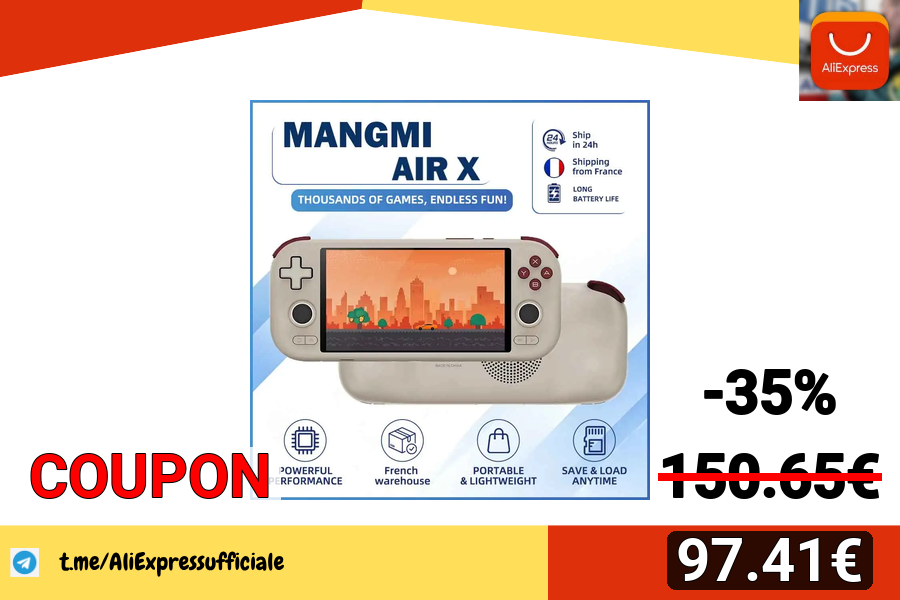 AliExpress
MANGMI
AIR X
THOUSANDS OF GAMES, ENDLESS FUN!
24
Ship
in 24h
Shipping
from France
LONG
BATTERY LIFE
X
Y
A
B
-35%
COUPON
150.65€
POWERFUL
PERFORMANCE
French
warehouse
PORTABLE
& LIGHTWEIGHT
SAVE & LOAD
ANYTIME
t.me/AliExpressufficiale
97.41€